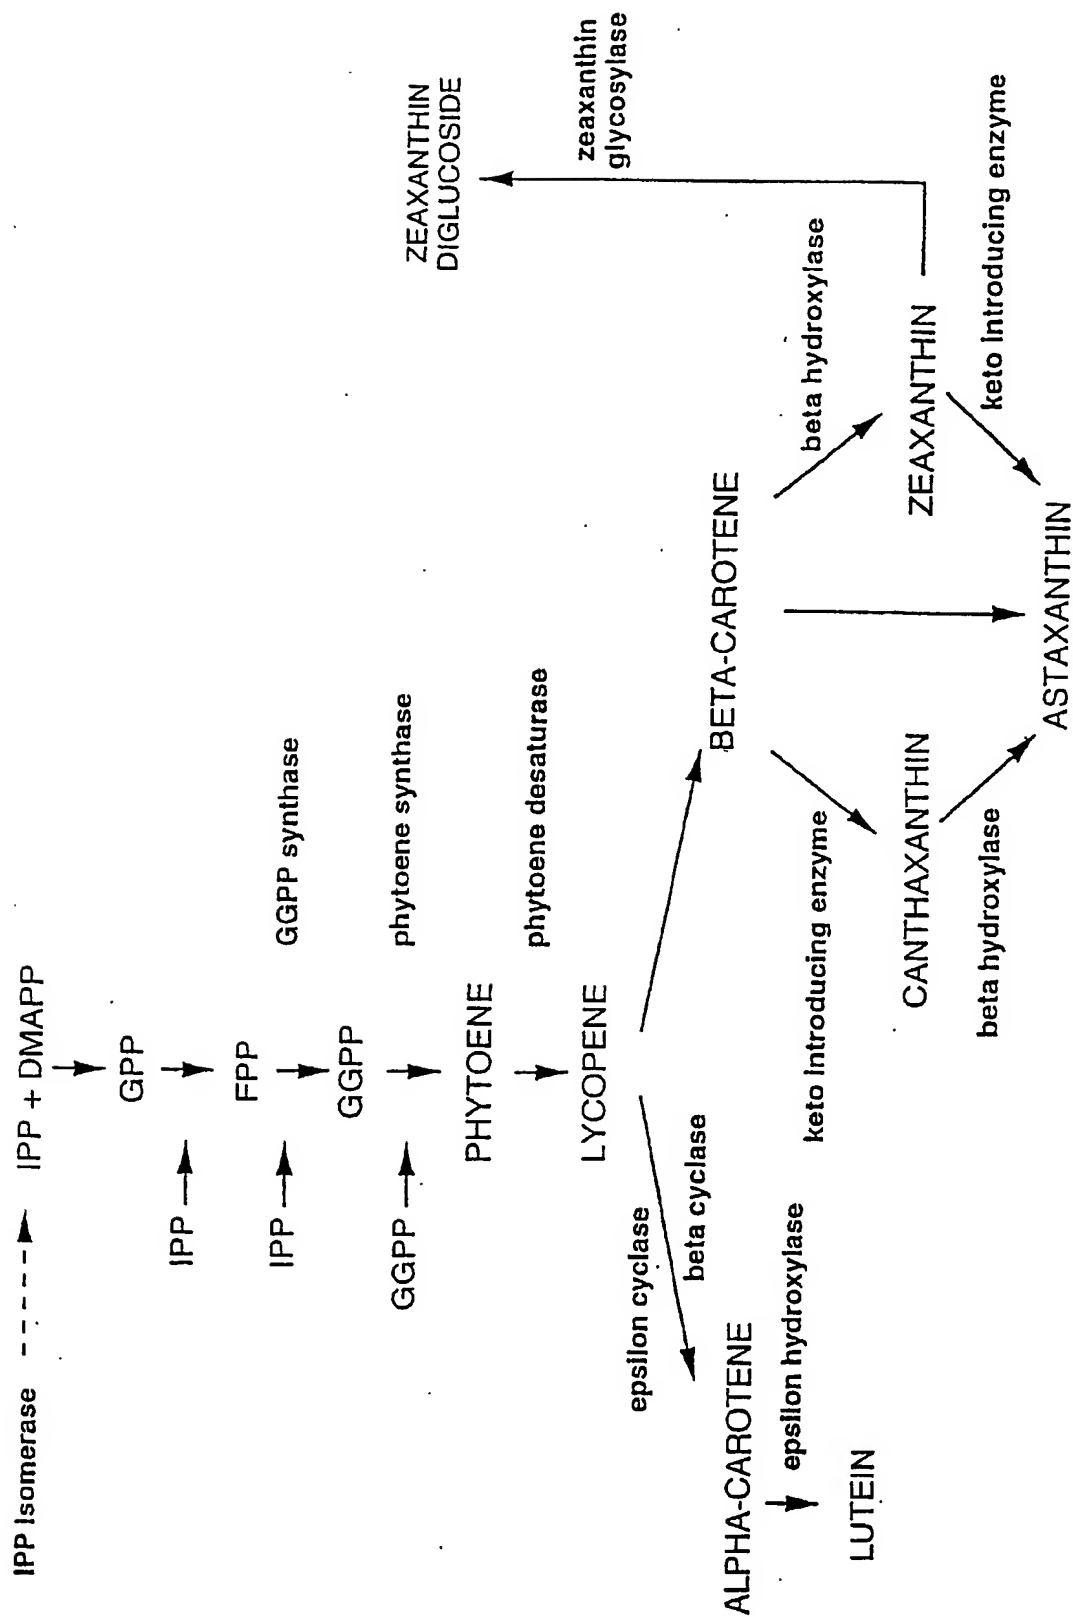 IPP Isomerase
IPP + DMAPP
GPP
IPP
FPP
IPP
GGPP synthase
GGPP
GGPP
phytoene synthase
PHYTOENE
phytoene desaturase
LYCOPENE
epsilon cyclase
beta cyclase
ALPHA-CAROTENE
epsilon hydroxylase
LUTEIN
BETA-CAROTENE
keto Introducing enzyme
beta hydroxylase
CANTHAXANTHIN
ZEAXANTHIN
beta hydroxylase
keto Introducing enzyme
ASTAXANTHIN
ZEAXANTHIN
DIGLUCOSIDE
zeaxanthin
glycosylase